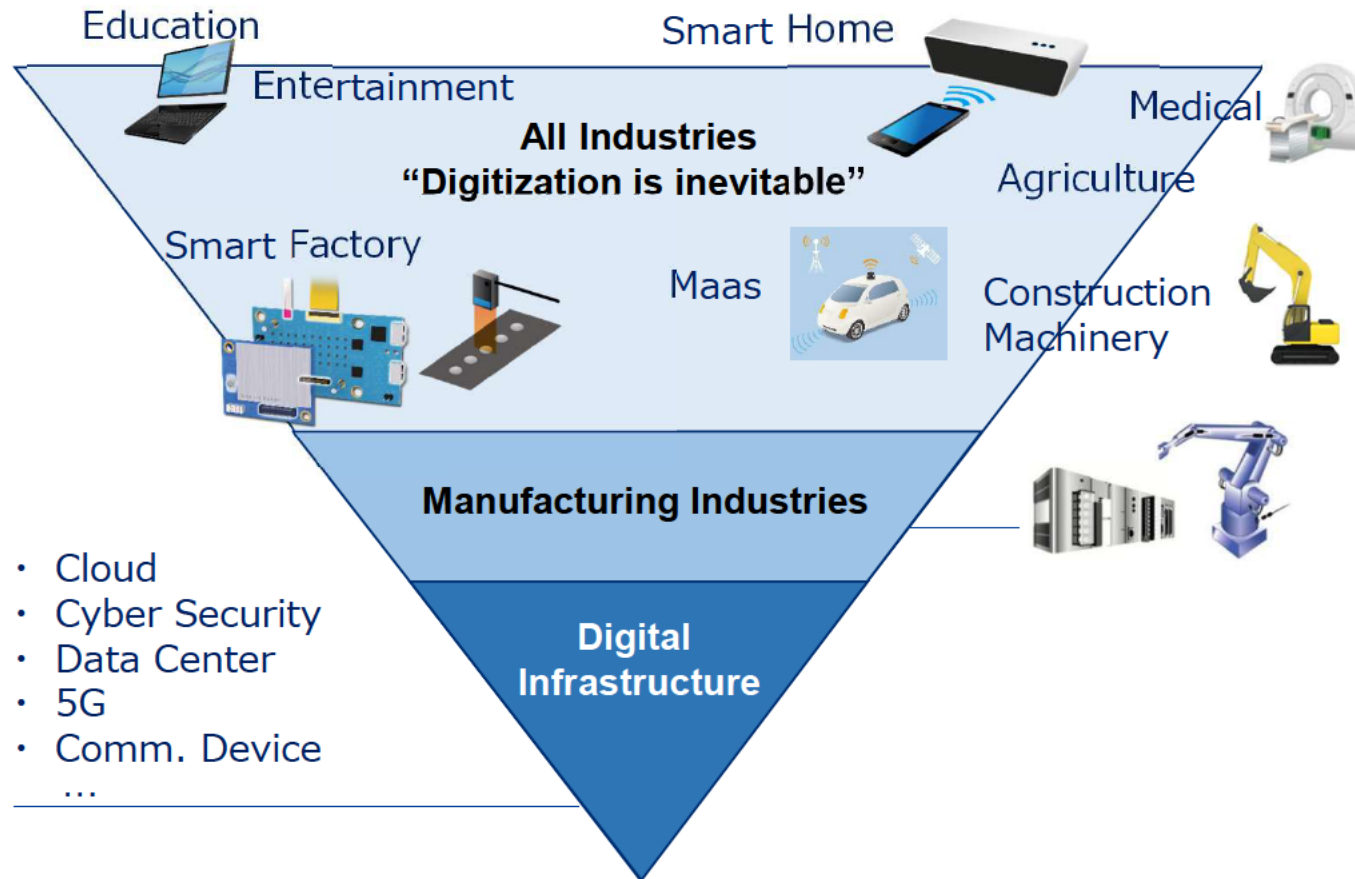 Education
Smart Home
Entertainment
Medical
All Industries
“Digitization is inevitable”
Agriculture
Smart Factory
Maas
Construction
Machinery
Manufacturing Industries
・ Cloud
・ Cyber Security
・ Data Center
・ 5G
・ Comm. Device
…
Digital
Infrastructure